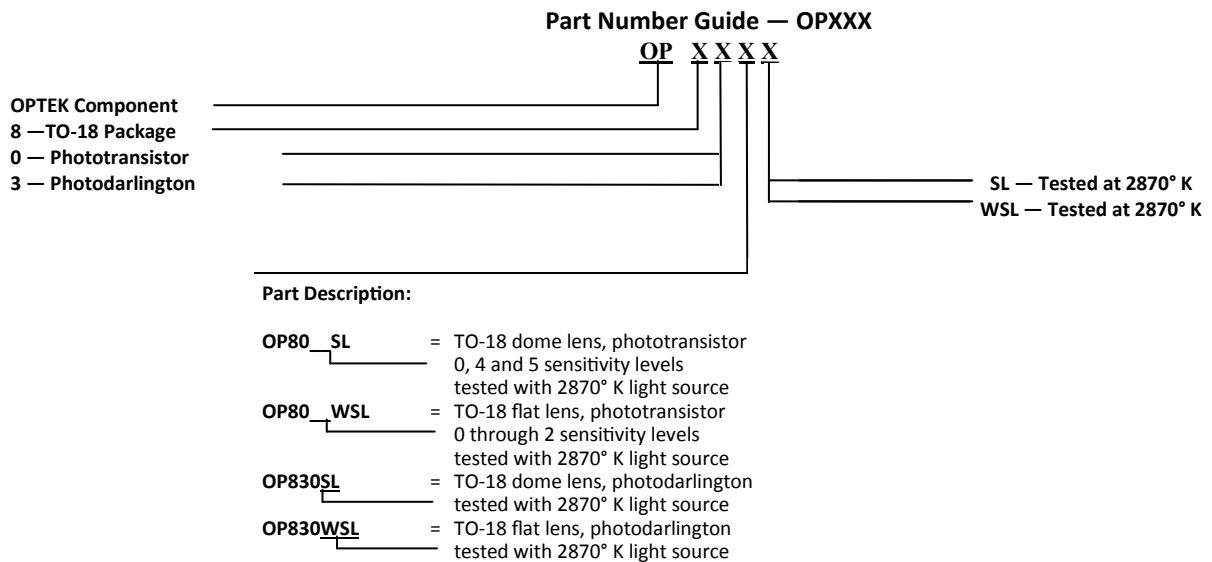 Part Number Guide — OPXXX
OP X X X X
OPTEK Component
8 —TO-18 Package
0 — Phototransistor
3 — Photodarlington
SL — Tested at 2870° K
WSL — Tested at 2870° K
Part Description:
OP80__SL = TO-18 dome lens, phototransistor
0, 4 and 5 sensitivity levels
tested with 2870° K light source
OP80__WSL = TO-18 flat lens, phototransistor
0 through 2 sensitivity levels
tested with 2870° K light source
OP830SL = TO-18 dome lens, photodarlington
tested with 2870° K light source
OP830WSL = TO-18 flat lens, photodarlington
tested with 2870° K light source